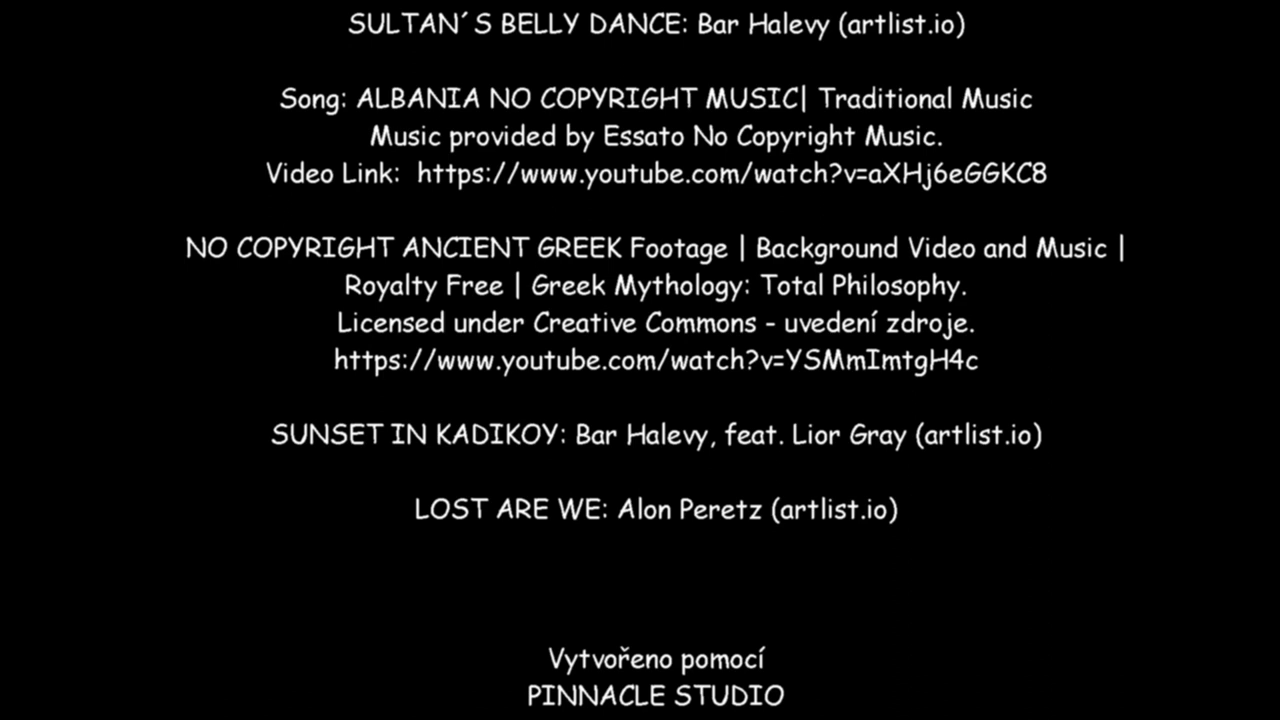 SULTAN´S BELLY DANCE: Bar Halevy (artlist.io)
Song: ALBANIA NO COPYRIGHT MUSIC| Traditional Music
Music provided by Essato No Copyright Music.
Video Link:  https://www.youtube.com/watch?v=aXHj6eGGKC8
NO COPYRIGHT ANCIENT GREEK Footage | Background Video and Music |
Royalty Free | Greek Mythology: Total Philosophy.
Licensed under Creative Commons - uvedení zdroje.
https://www.youtube.com/watch?v=YSMmImtgH4c
SUNSET IN KADIKOY: Bar Halevy, feat. Lior Gray (artlist.io)
LOST ARE WE: Alon Peretz (artlist.io)
Vytvořeno pomocí
PINNACLE STUDIO